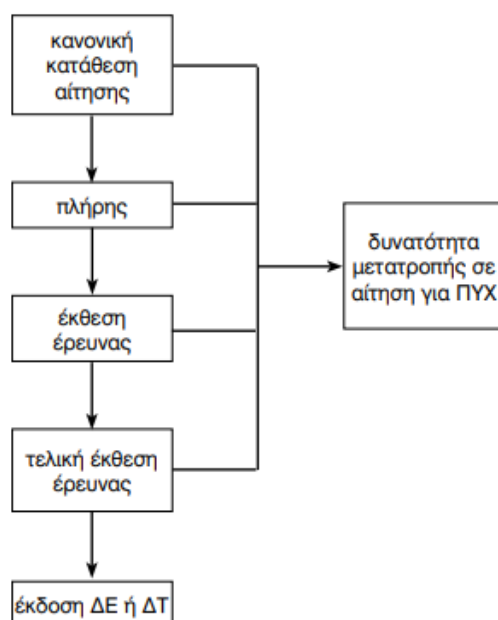 κανονική
κατάθεση
αίτησης
πλήρης
έκθεση
έρευνας
τελική έκθεση
έρευνας
έκδοση ΔΕ ή ΔΤ
δυνατότητα
μετατροπής σε
αίτηση για ΠΥΧ